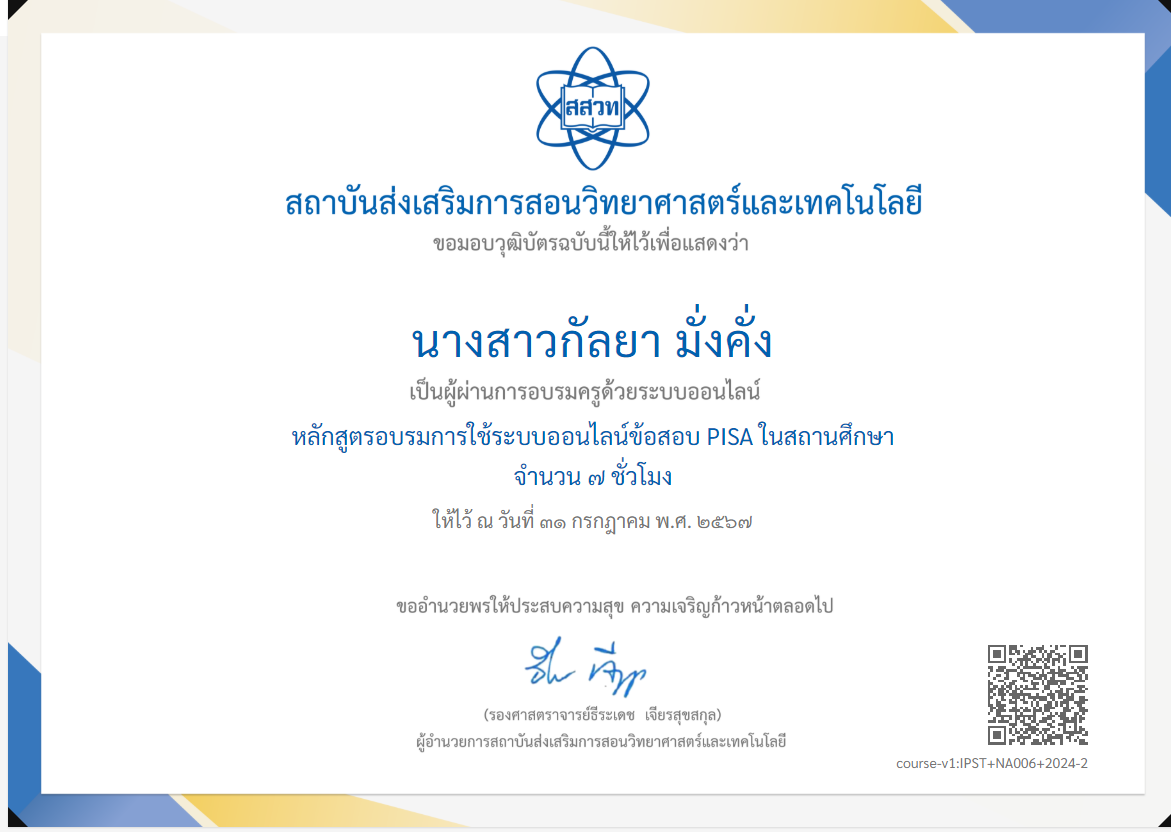 สสวท
สถาบันส่งเสริมการสอนวิทยาศาสตร์และเทคโนโลยี
ขอมอบวุฒิบัตรฉบับนี้ให้ไว้เพื่อแสดงว่า
นางสาวกัลยา มั่งคั่ง
เป็นผู้ผ่านการอบรมครูด้วยระบบออนไลน์
หลักสูตรอบรมการใช้ระบบออนไลน์ข้อสอบ PISA ในสถานศึกษา
จำนวน ๗ ชั่วโมง
ให้ไว้ ณ วันที่ ๓๑ กรกฎาคม พ.ศ. ๒๕๖๗
ขออำนวยพรให้ประสบความสุข ความเจริญก้าวหน้าตลอดไป
(รองศาสตราจารย์ธีระเดช เจียรสุขสกุล)
ผู้อำนวยการสถาบันส่งเสริมการสอนวิทยาศาสตร์และเทคโนโลยี
course-v1:IPST+NA006+2024-2